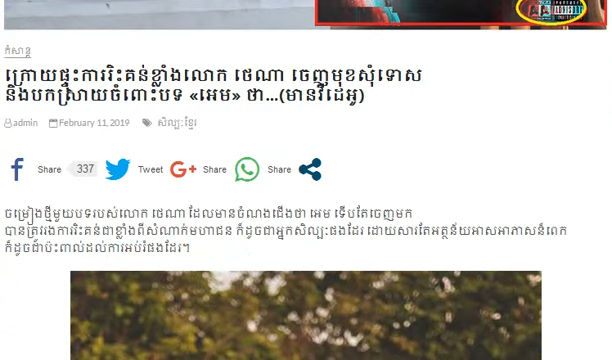 PARENTAL
ADVISORY
កំសាន្ត
ក្រោយផ្ទុះការរិះគន់ខ្លាំងលោក ថេណា ចេញមុខសុំទោស
និងបកស្រាយចំពោះបទ «អេម» ថា...(មានវីដេអូ)
admin February 11, 2019 សិល្បៈខ្មែរ
Share 337 Tweet Share Share
ចម្រៀងថ្មីមួយបទរបស់លោក ថេណា ដែលមានចំណងជើងថា អេម ទើបតែចេញមក
បានត្រូវរងការរិះគន់ជាខ្លាំងពីសំណាក់មហាជន ក៏ដូចជាអ្នកសិល្បៈផងដែរ ដោយសារតែអត្ថន័យអាសអាភាសន៍ពេក
ក៏ដូចជាប៉ះពាល់ដល់ការអប់រំផងដែរ។